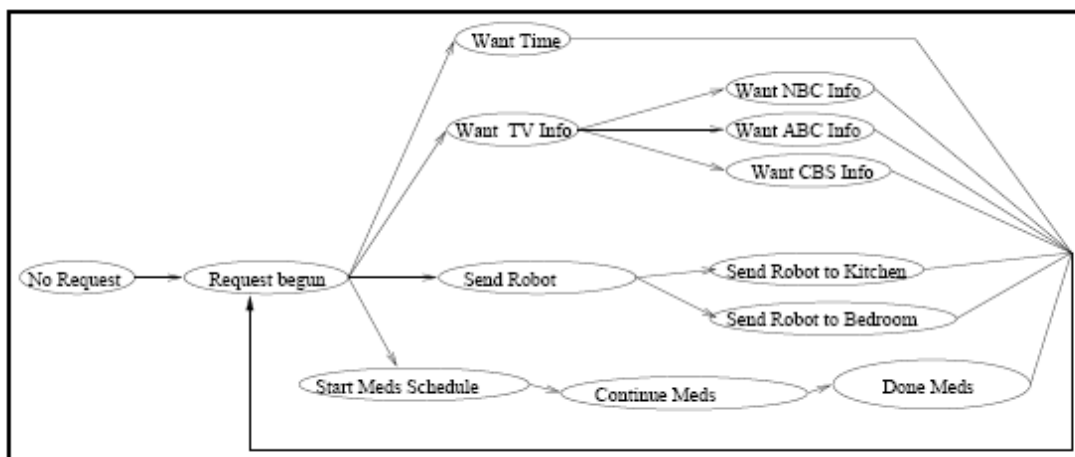 Want Time
Want NBC Info
Want TV Info
Want ABC Info
Want CBS Info
No Request
Request begun
Send Robot
Send Robot to Kitchen
Send Robot to Bedroom
Start Meds Schedule
Continue Meds
Done Meds